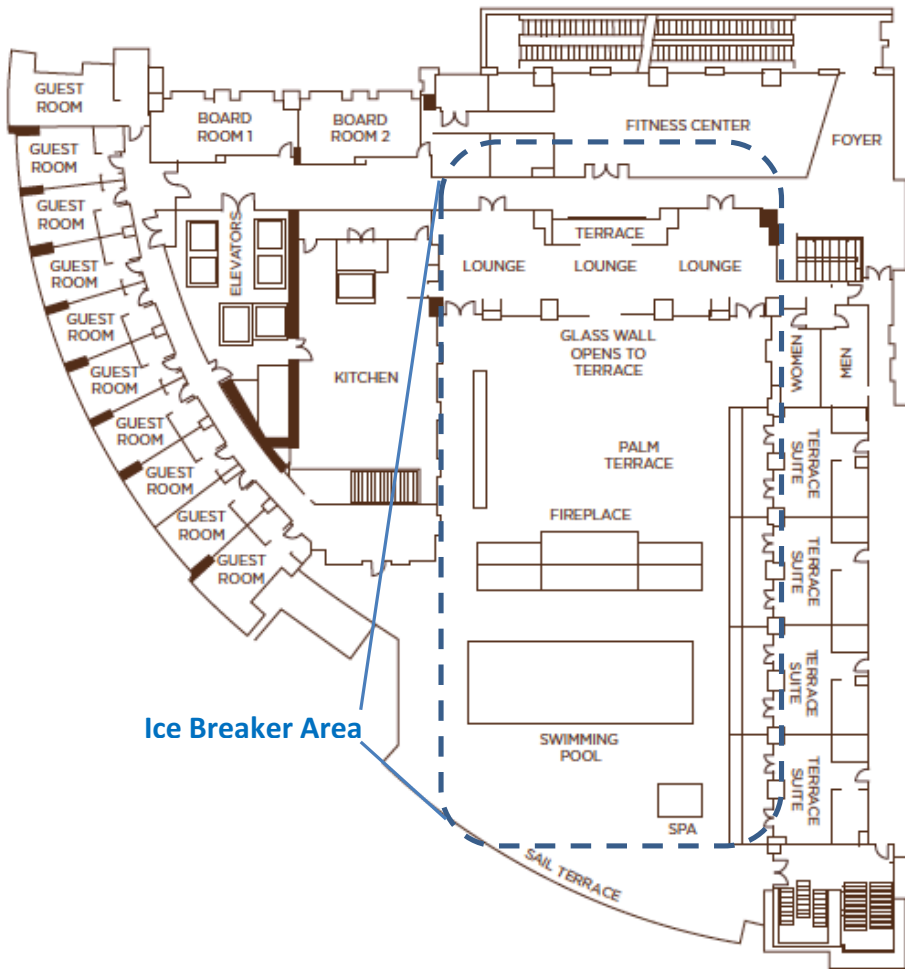 GUEST
ROOM
BOARD
ROOM 1
BOARD
ROOM 2
FITNESS CENTER
FOYER
GUEST
ROOM
GUEST
ROOM
GUEST
ROOM
GUEST
ROOM
GUEST
ROOM
GUEST
ROOM
GUEST
ROOM
GUEST
ROOM
ELEVATORS
TERRACE
LOUNGE
LOUNGE
LOUNGE
GLASS WALL
OPENS TO
TERRACE
KITCHEN
WOMEN
MEN
PALM
TERRACE
FIREPLACE
TERRACE
SUITE
TERRACE
SUITE
TERRACE
SUITE
TERRACE
SUITE
Ice Breaker Area
SWIMMING
POOL
SPA
SAIL TERRACE